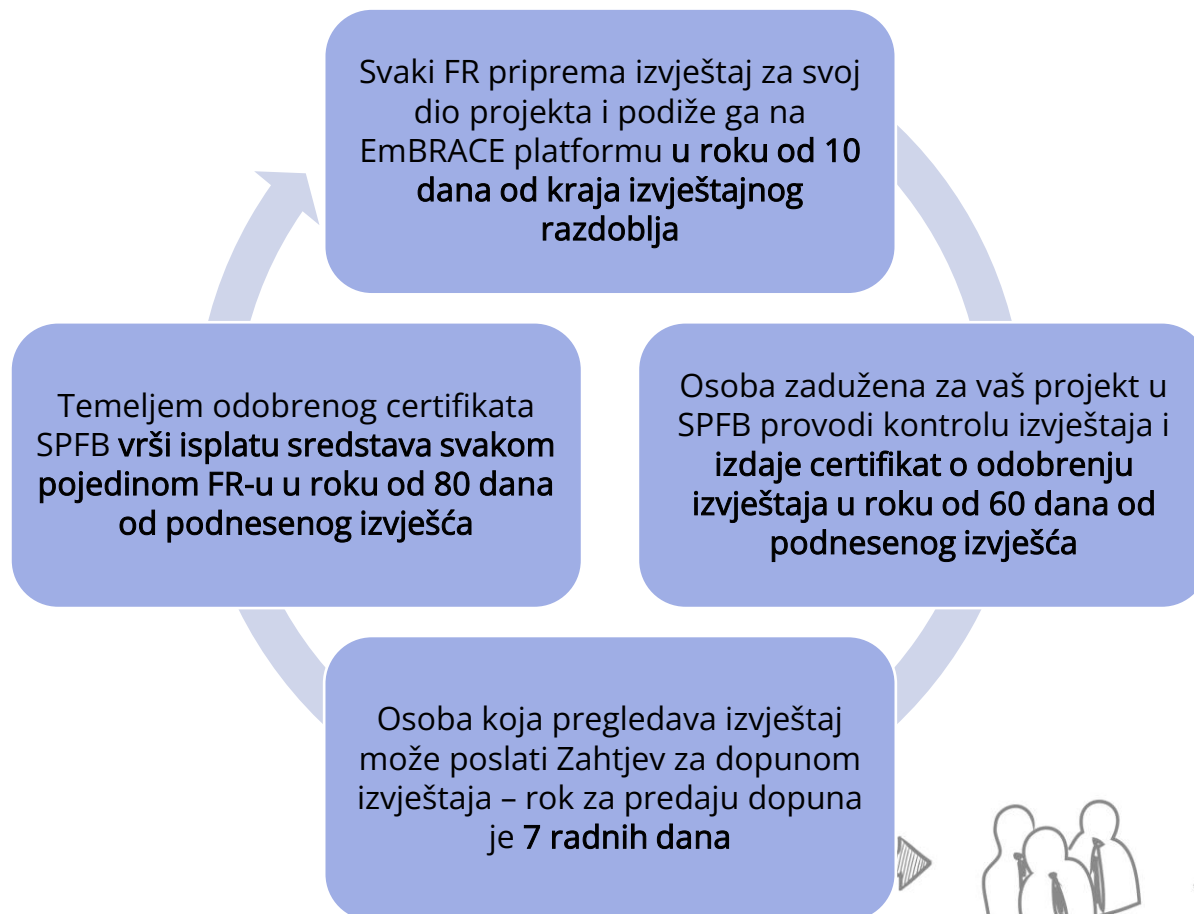 Svaki FR priprema izvještaj za svoj
dio projekta i podiže ga na
EmBRACE platformu u roku od 10
dana od kraja izvještajnog
razdoblja
Osoba zadužena za vaš projekt u
SPFB provodi kontrolu izvještaja i
izdaje certifikat o odobrenju
izvještaja u roku od 60 dana od
podnesenog izvješća
Osoba koja pregledava izvještaj
može poslati Zahtjev za dopunom
izvještaja – rok za predaju dopuna
je 7 radnih dana
Temeljem odobrenog certifikata
SPFB vrši isplatu sredstava svakom
pojedinom FR-u u roku od 80 dana
od podnesenog izvješća